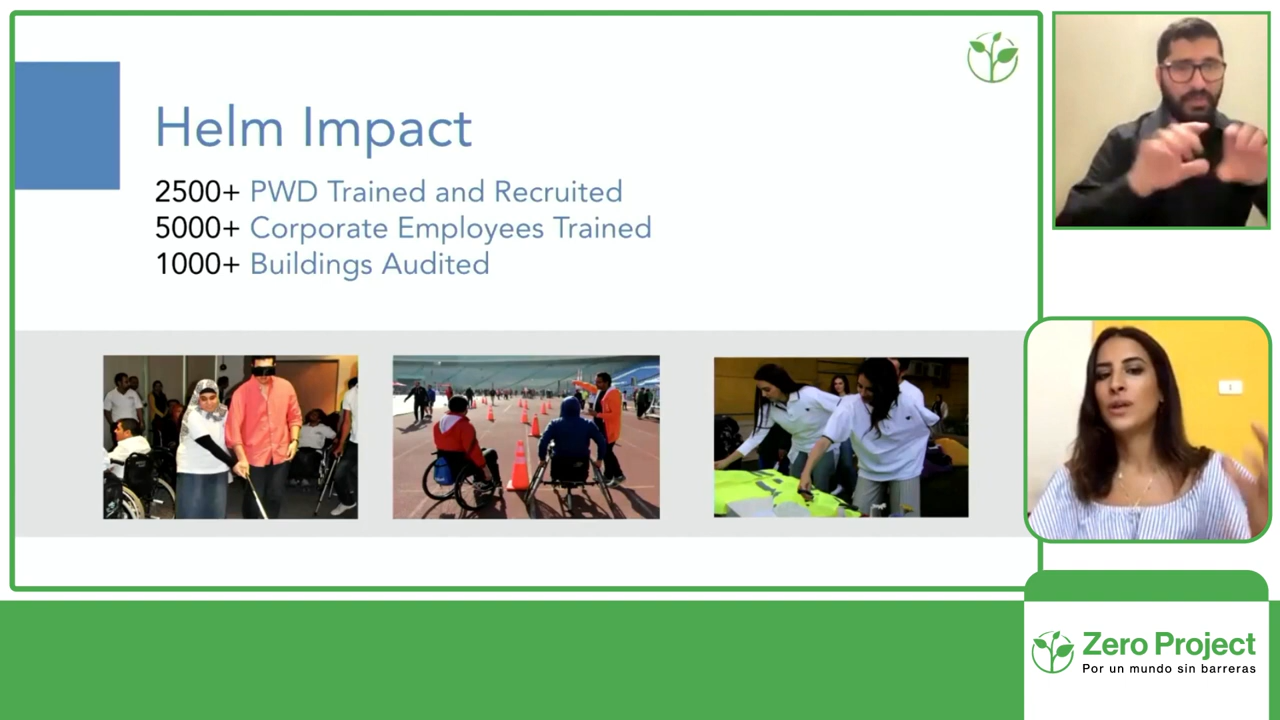 Helm Impact
2500+ PWD Trained and Recruited
5000+ Corporate Employees Trained
1000+ Buildings Audited
Zero Project
Por un mundo sin barreras